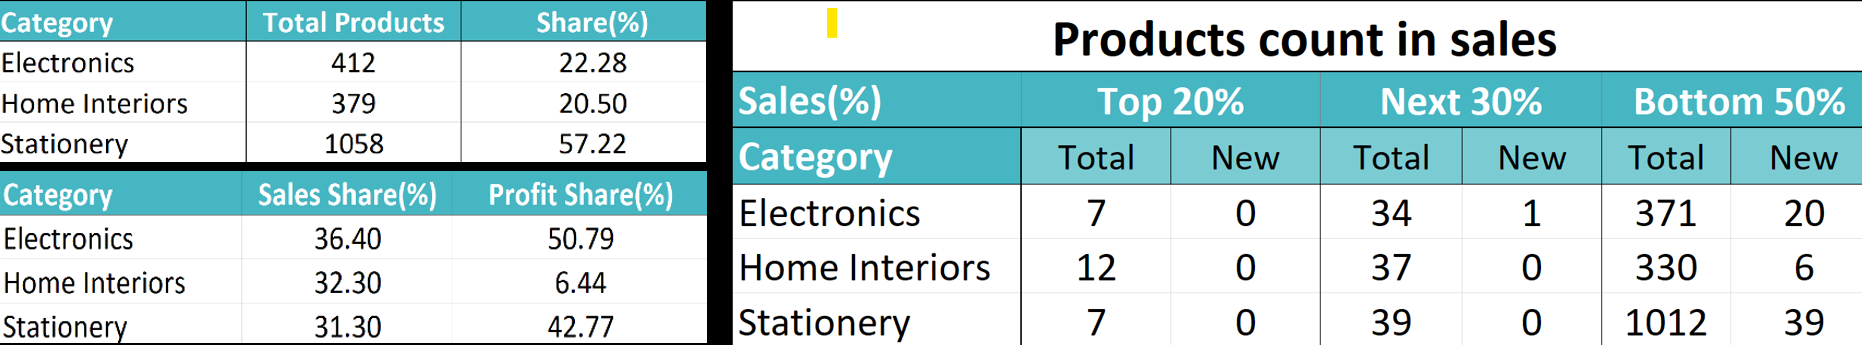 Category Total Products Share(%)
Electronics 412 22.28
Home Interiors 379 20.50
Stationery 1058 57.22
Category Sales Share(%) Profit Share(%)
Electronics 36.40 50.79
Home Interiors 32.30 6.44
Stationery 31.30 42.77
Products count in sales
Sales(%) Top 20% Next 30% Bottom 50%
Category Total New Total New Total New
Electronics 7 0 34 1 371 20
Home Interiors 12 0 37 0 330 6
Stationery 7 0 39 0 1012 39